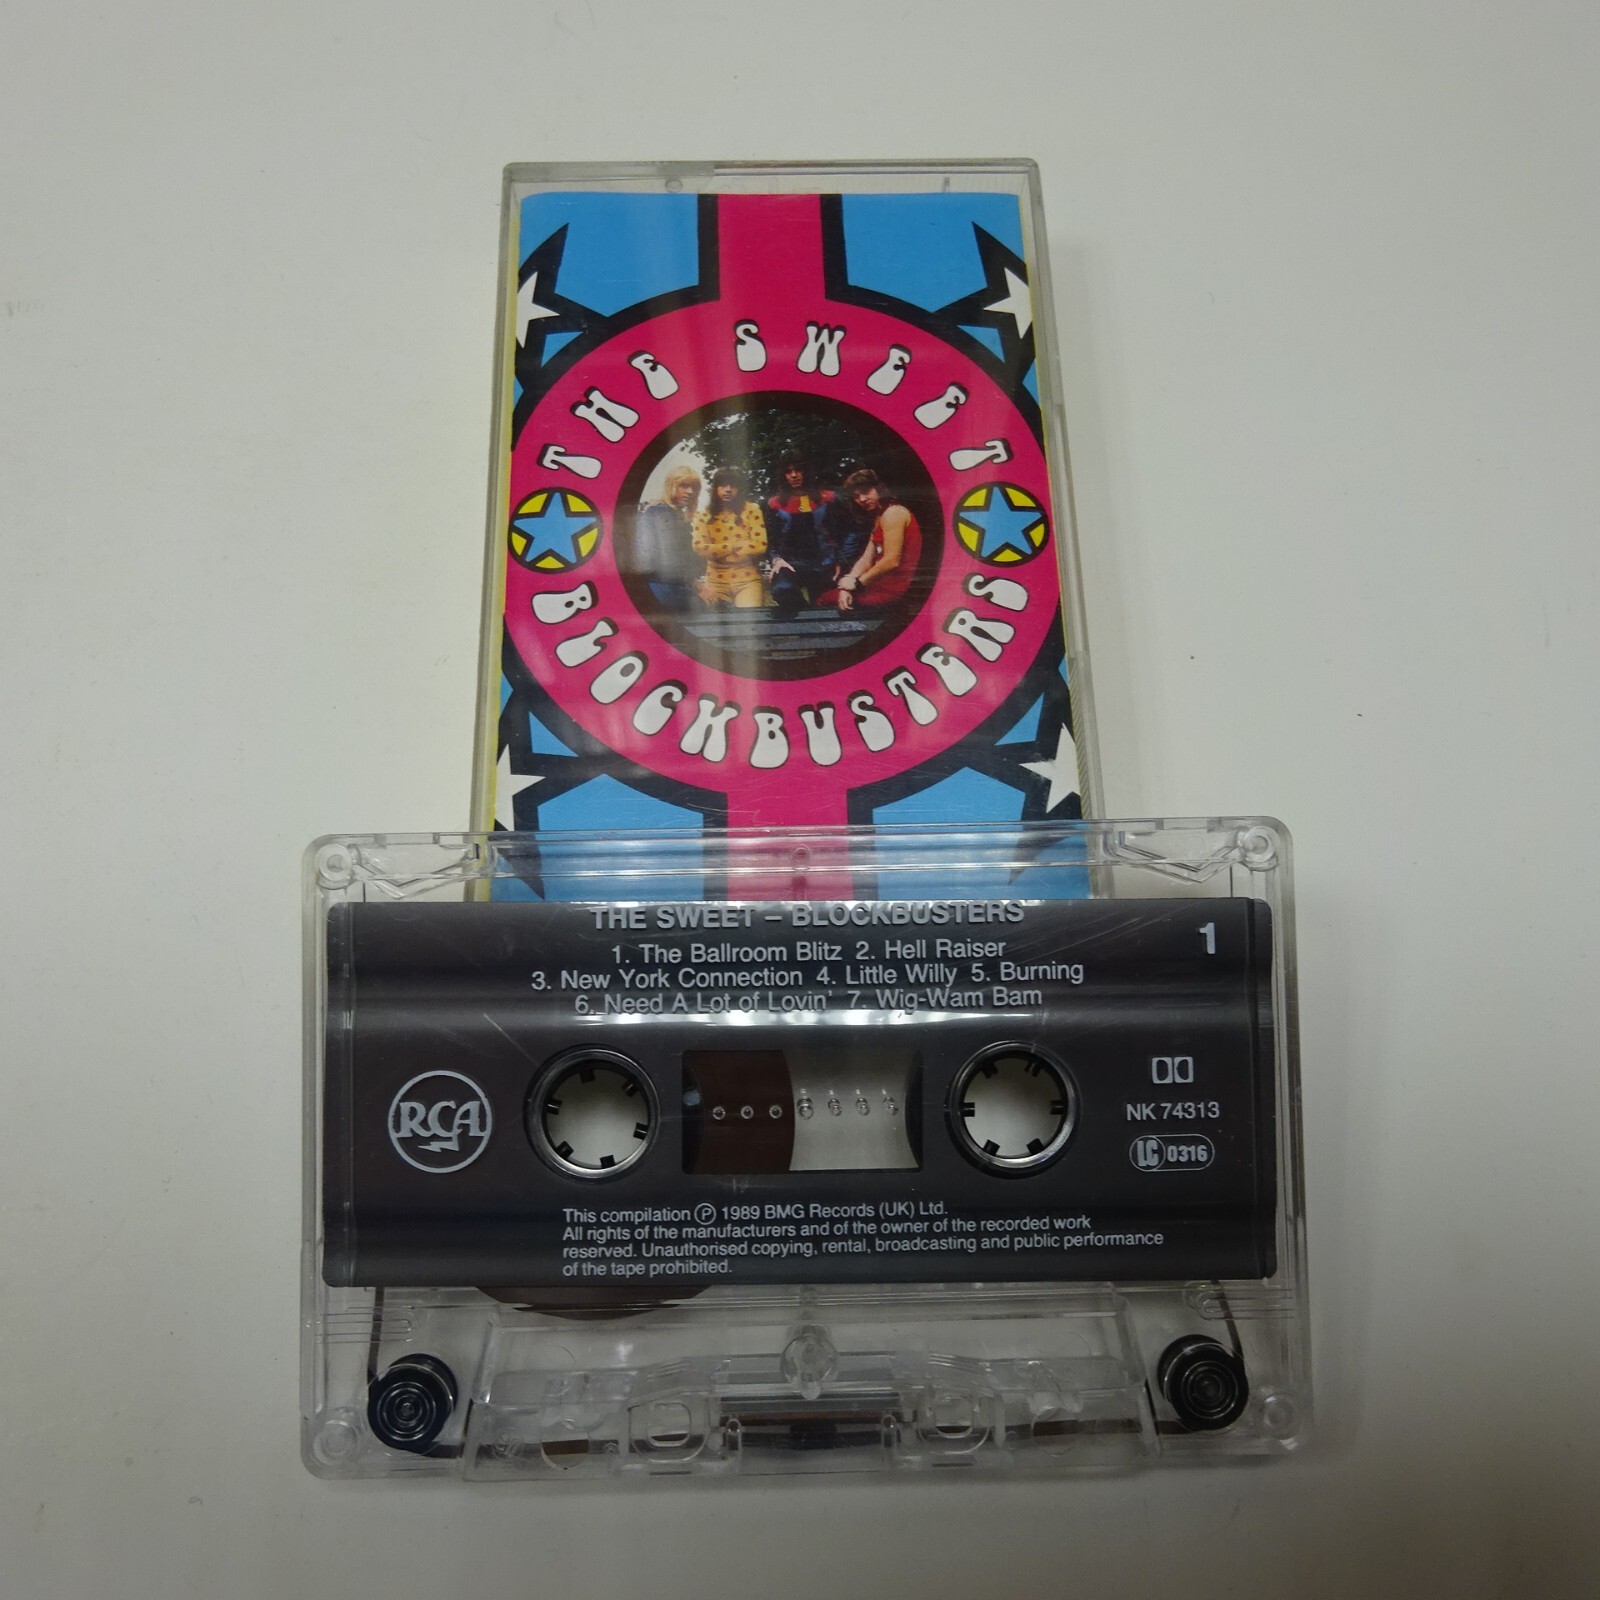 THE SWEET
BLOCKBUSTERS
THE SWEET – BLOCKBUSTERS
1
1. The Ballroom Blitz 2. Hell Raiser
3. New York Connection 4. Little Willy 5. Burning
6. Need A Lot of Lovin' 7. Wig-Wam Bam
RCA
NK 74313
LC 0316
This compilation Ⓟ 1989 BMG Records (UK) Ltd.
All rights of the manufacturers and of the owner of the recorded work
reserved. Unauthorised copying, rental, broadcasting and public performance
of the tape prohibited.